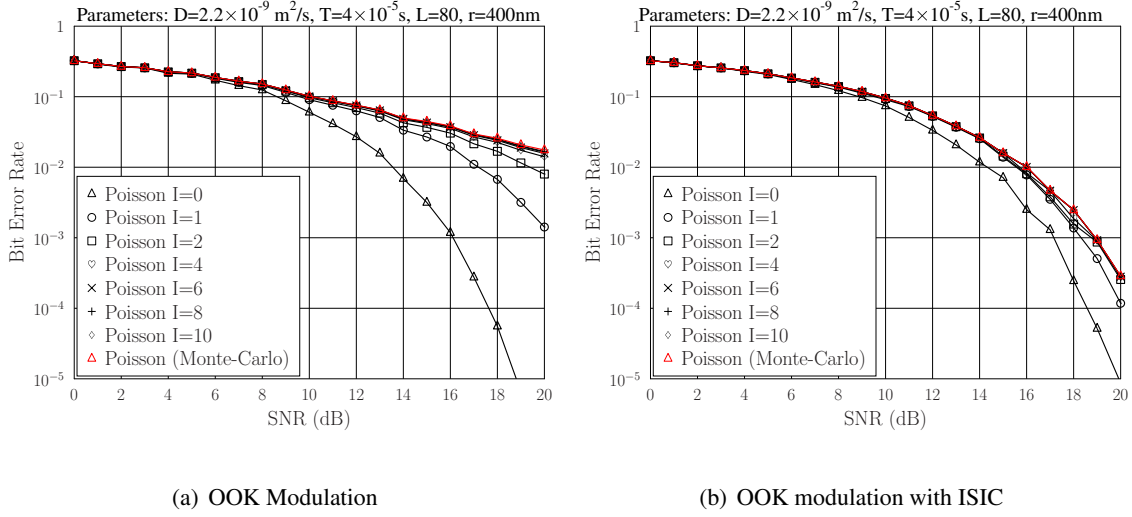 Parameters: D=2.2×10⁻⁹ m²/s, T=4×10⁻⁵s, L=80, r=400nm
1
10⁻¹
10⁻²
10⁻³
10⁻⁴
10⁻⁵
Bit Error Rate
Poisson I=0
Poisson I=1
Poisson I=2
Poisson I=4
Poisson I=6
Poisson I=8
Poisson I=10
Poisson (Monte-Carlo)
0 2 4 6 8 10 12 14 16 18 20
SNR (dB)
(a) OOK Modulation
Parameters: D=2.2×10⁻⁹ m²/s, T=4×10⁻⁵s, L=80, r=400nm
1
10⁻¹
10⁻²
10⁻³
10⁻⁴
10⁻⁵
Bit Error Rate
Poisson I=0
Poisson I=1
Poisson I=2
Poisson I=4
Poisson I=6
Poisson I=8
Poisson I=10
Poisson (Monte-Carlo)
0 2 4 6 8 10 12 14 16 18 20
SNR (dB)
(b) OOK modulation with ISIC